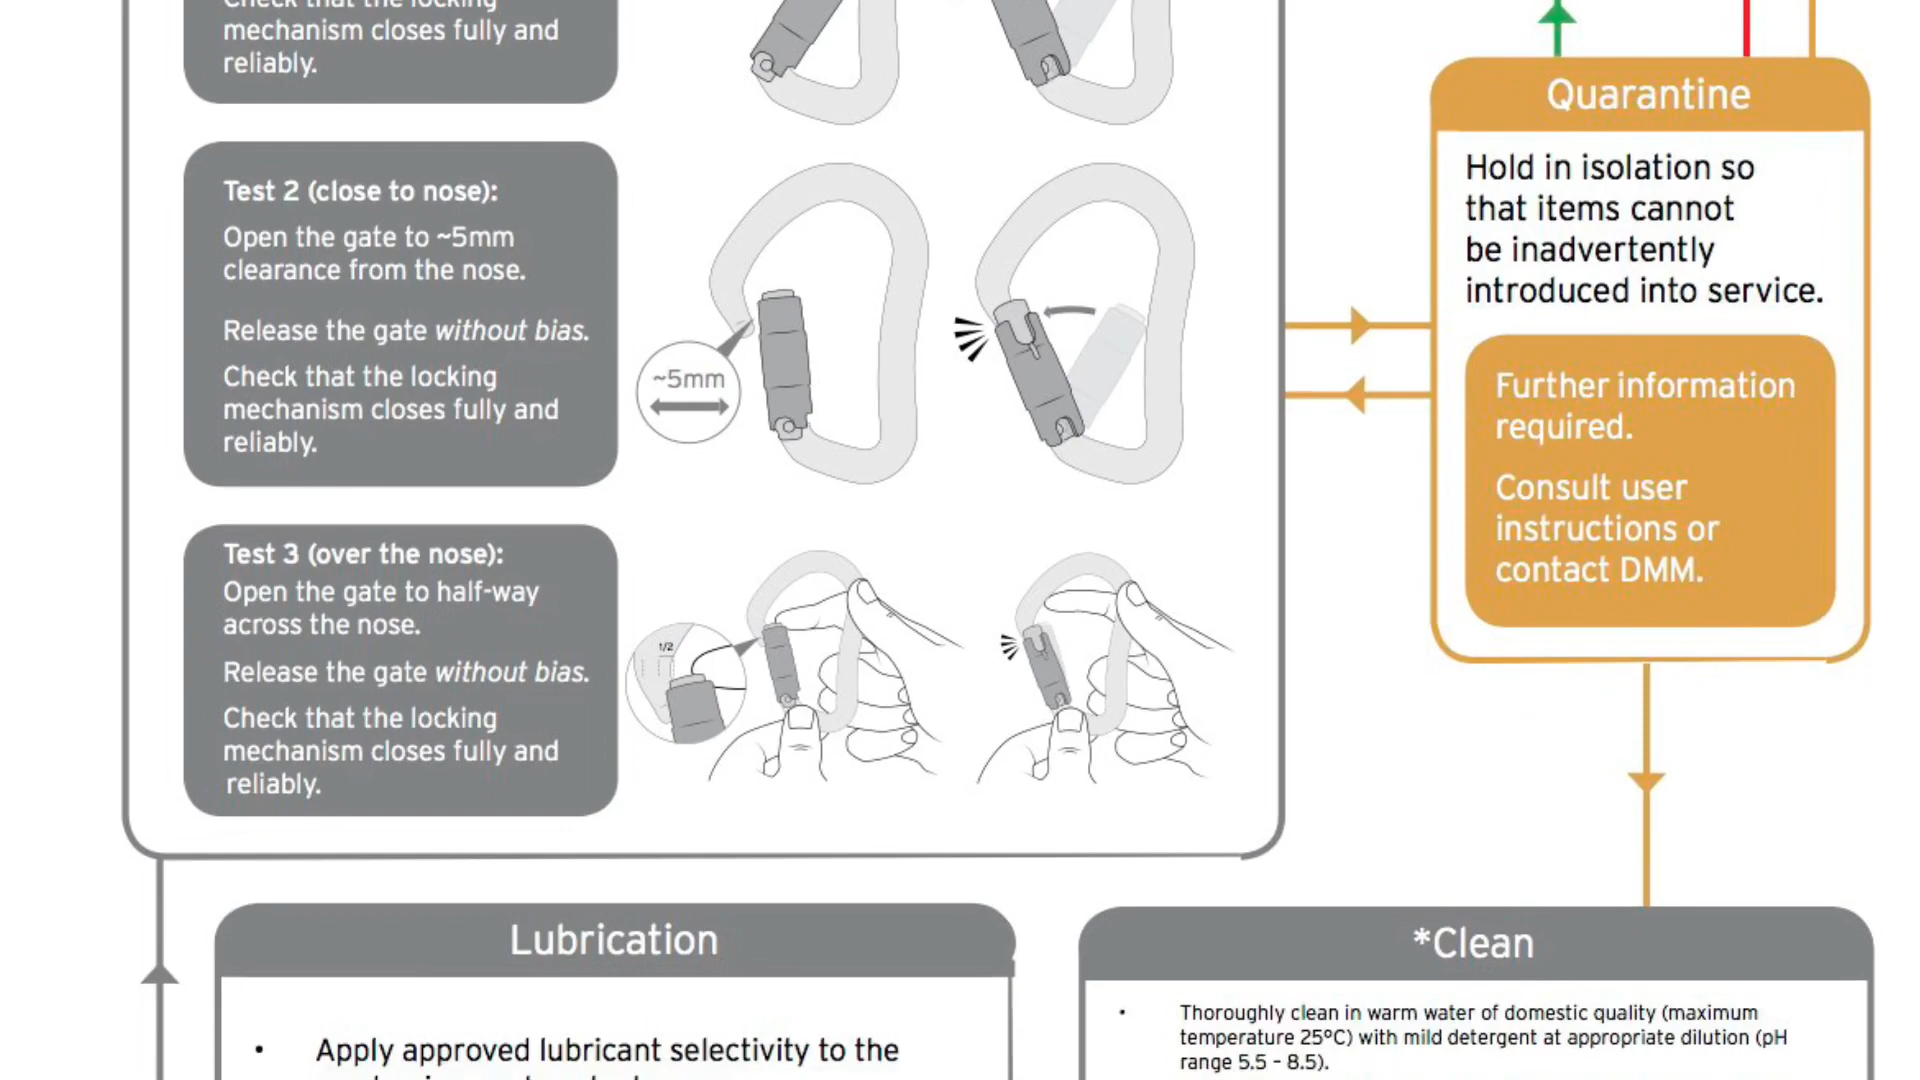 Check that the locking
mechanism closes fully and
reliably.
Test 2 (close to nose):
Open the gate to ~5mm
clearance from the nose.
Release the gate without bias.
Check that the locking
mechanism closes fully and
reliably.
~5mm
Test 3 (over the nose):
Open the gate to half-way
across the nose.
Release the gate without bias.
Check that the locking
mechanism closes fully and
reliably.
1/2
Quarantine
Hold in isolation so
that items cannot
be inadvertently
introduced into service.
Further information
required.
Consult user
instructions or
contact DMM.
Lubrication
• Apply approved lubricant selectivity to the
*Clean
• Thoroughly clean in warm water of domestic quality (maximum
temperature 25ºC) with mild detergent at appropriate dilution (pH
range 5.5 - 8.5).